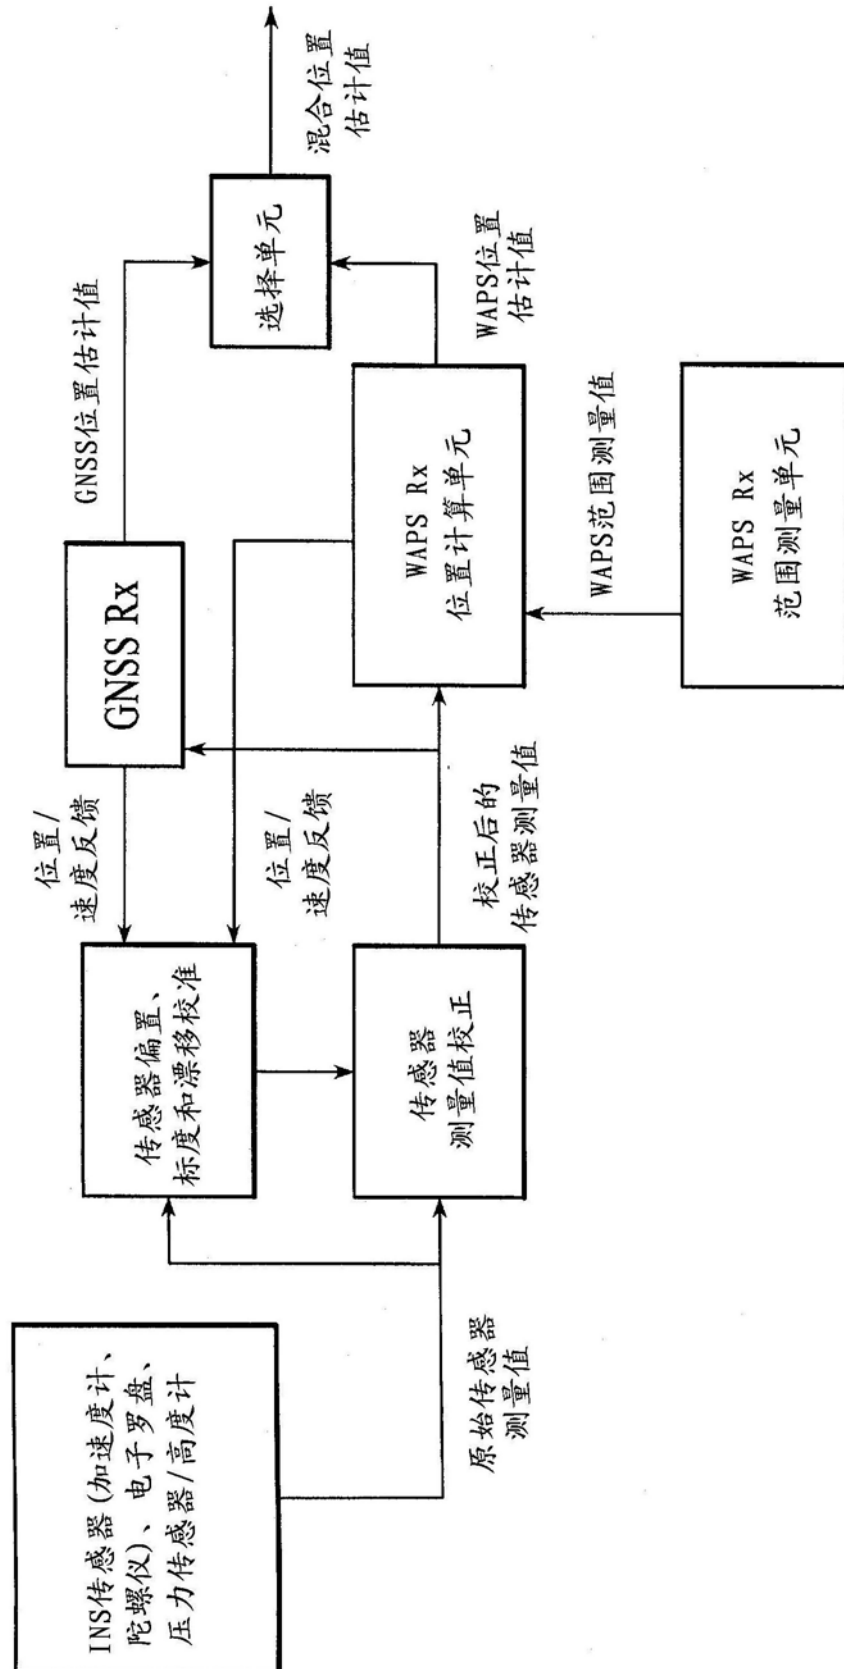 INS传感器(加速度计、
陀螺仪)、电子罗盘、
压力传感器/高度计
原始传感器
测量值
传感器偏置、
标度和漂移校准
传感器
测量值校正
位置/
速度反馈
位置/
速度反馈
校正后的
传感器测量值
GNSS Rx
GNSS位置估计值
WAPS Rx
位置计算单元
WAPS范围测量值
WAPS Rx
范围测量单元
WAPS位置
估计值
选择单元
混合位置
估计值